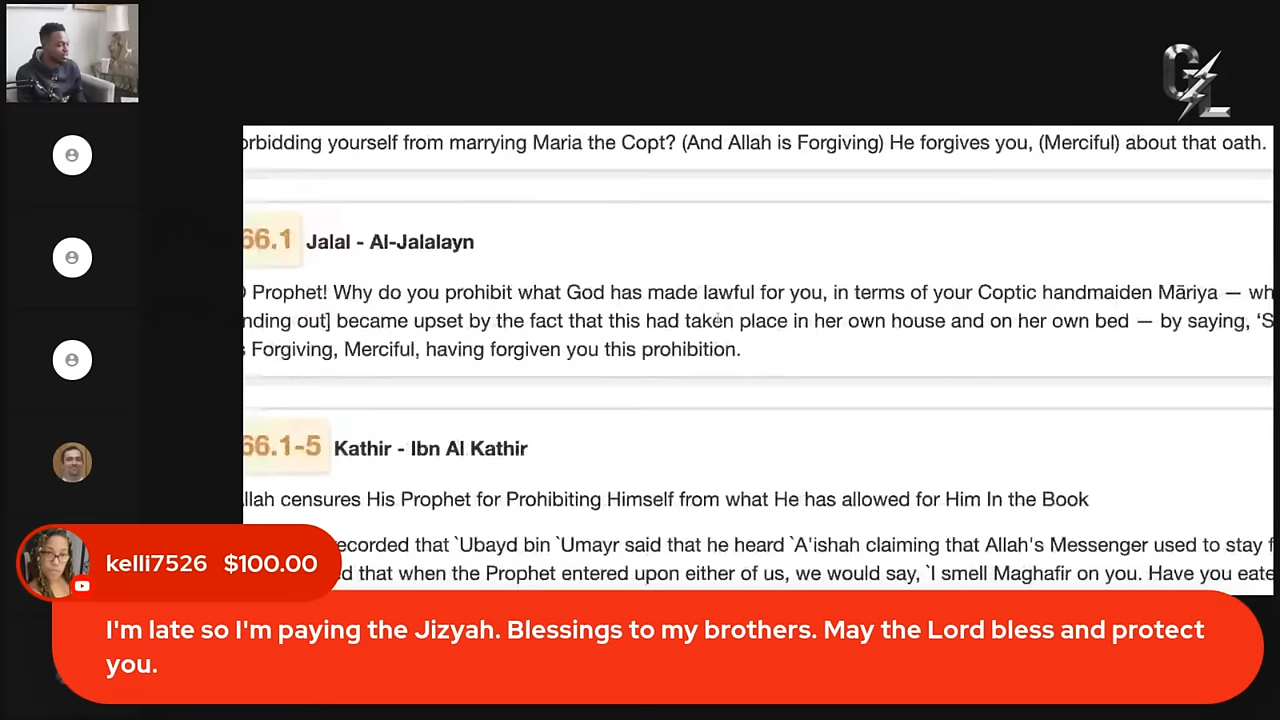 orbidding yourself from marrying Maria the Copt? (And Allah is Forgiving) He forgives you, (Merciful) about that oath.
GL
66.1 Jalal - Al-Jalalayn
Prophet! Why do you prohibit what God has made lawful for you, in terms of your Coptic handmaiden Māriya — wh
nding out] became upset by the fact that this had taken place in her own house and on her own bed — by saying, ‘S
s Forgiving, Merciful, having forgiven you this prohibition.
66.1-5 Kathir - Ibn Al Kathir
llah censures His Prophet for Prohibiting Himself from what He has allowed for Him In the Book
ecorded that `Ubayd bin `Umayr said that he heard `A'ishah claiming that Allah's Messenger used to stay f
d that when the Prophet entered upon either of us, we would say, `I smell Maghafir on you. Have you eate
kelli7526 $100.00
I'm late so I'm paying the Jizyah. Blessings to my brothers. May the Lord bless and protect
you.